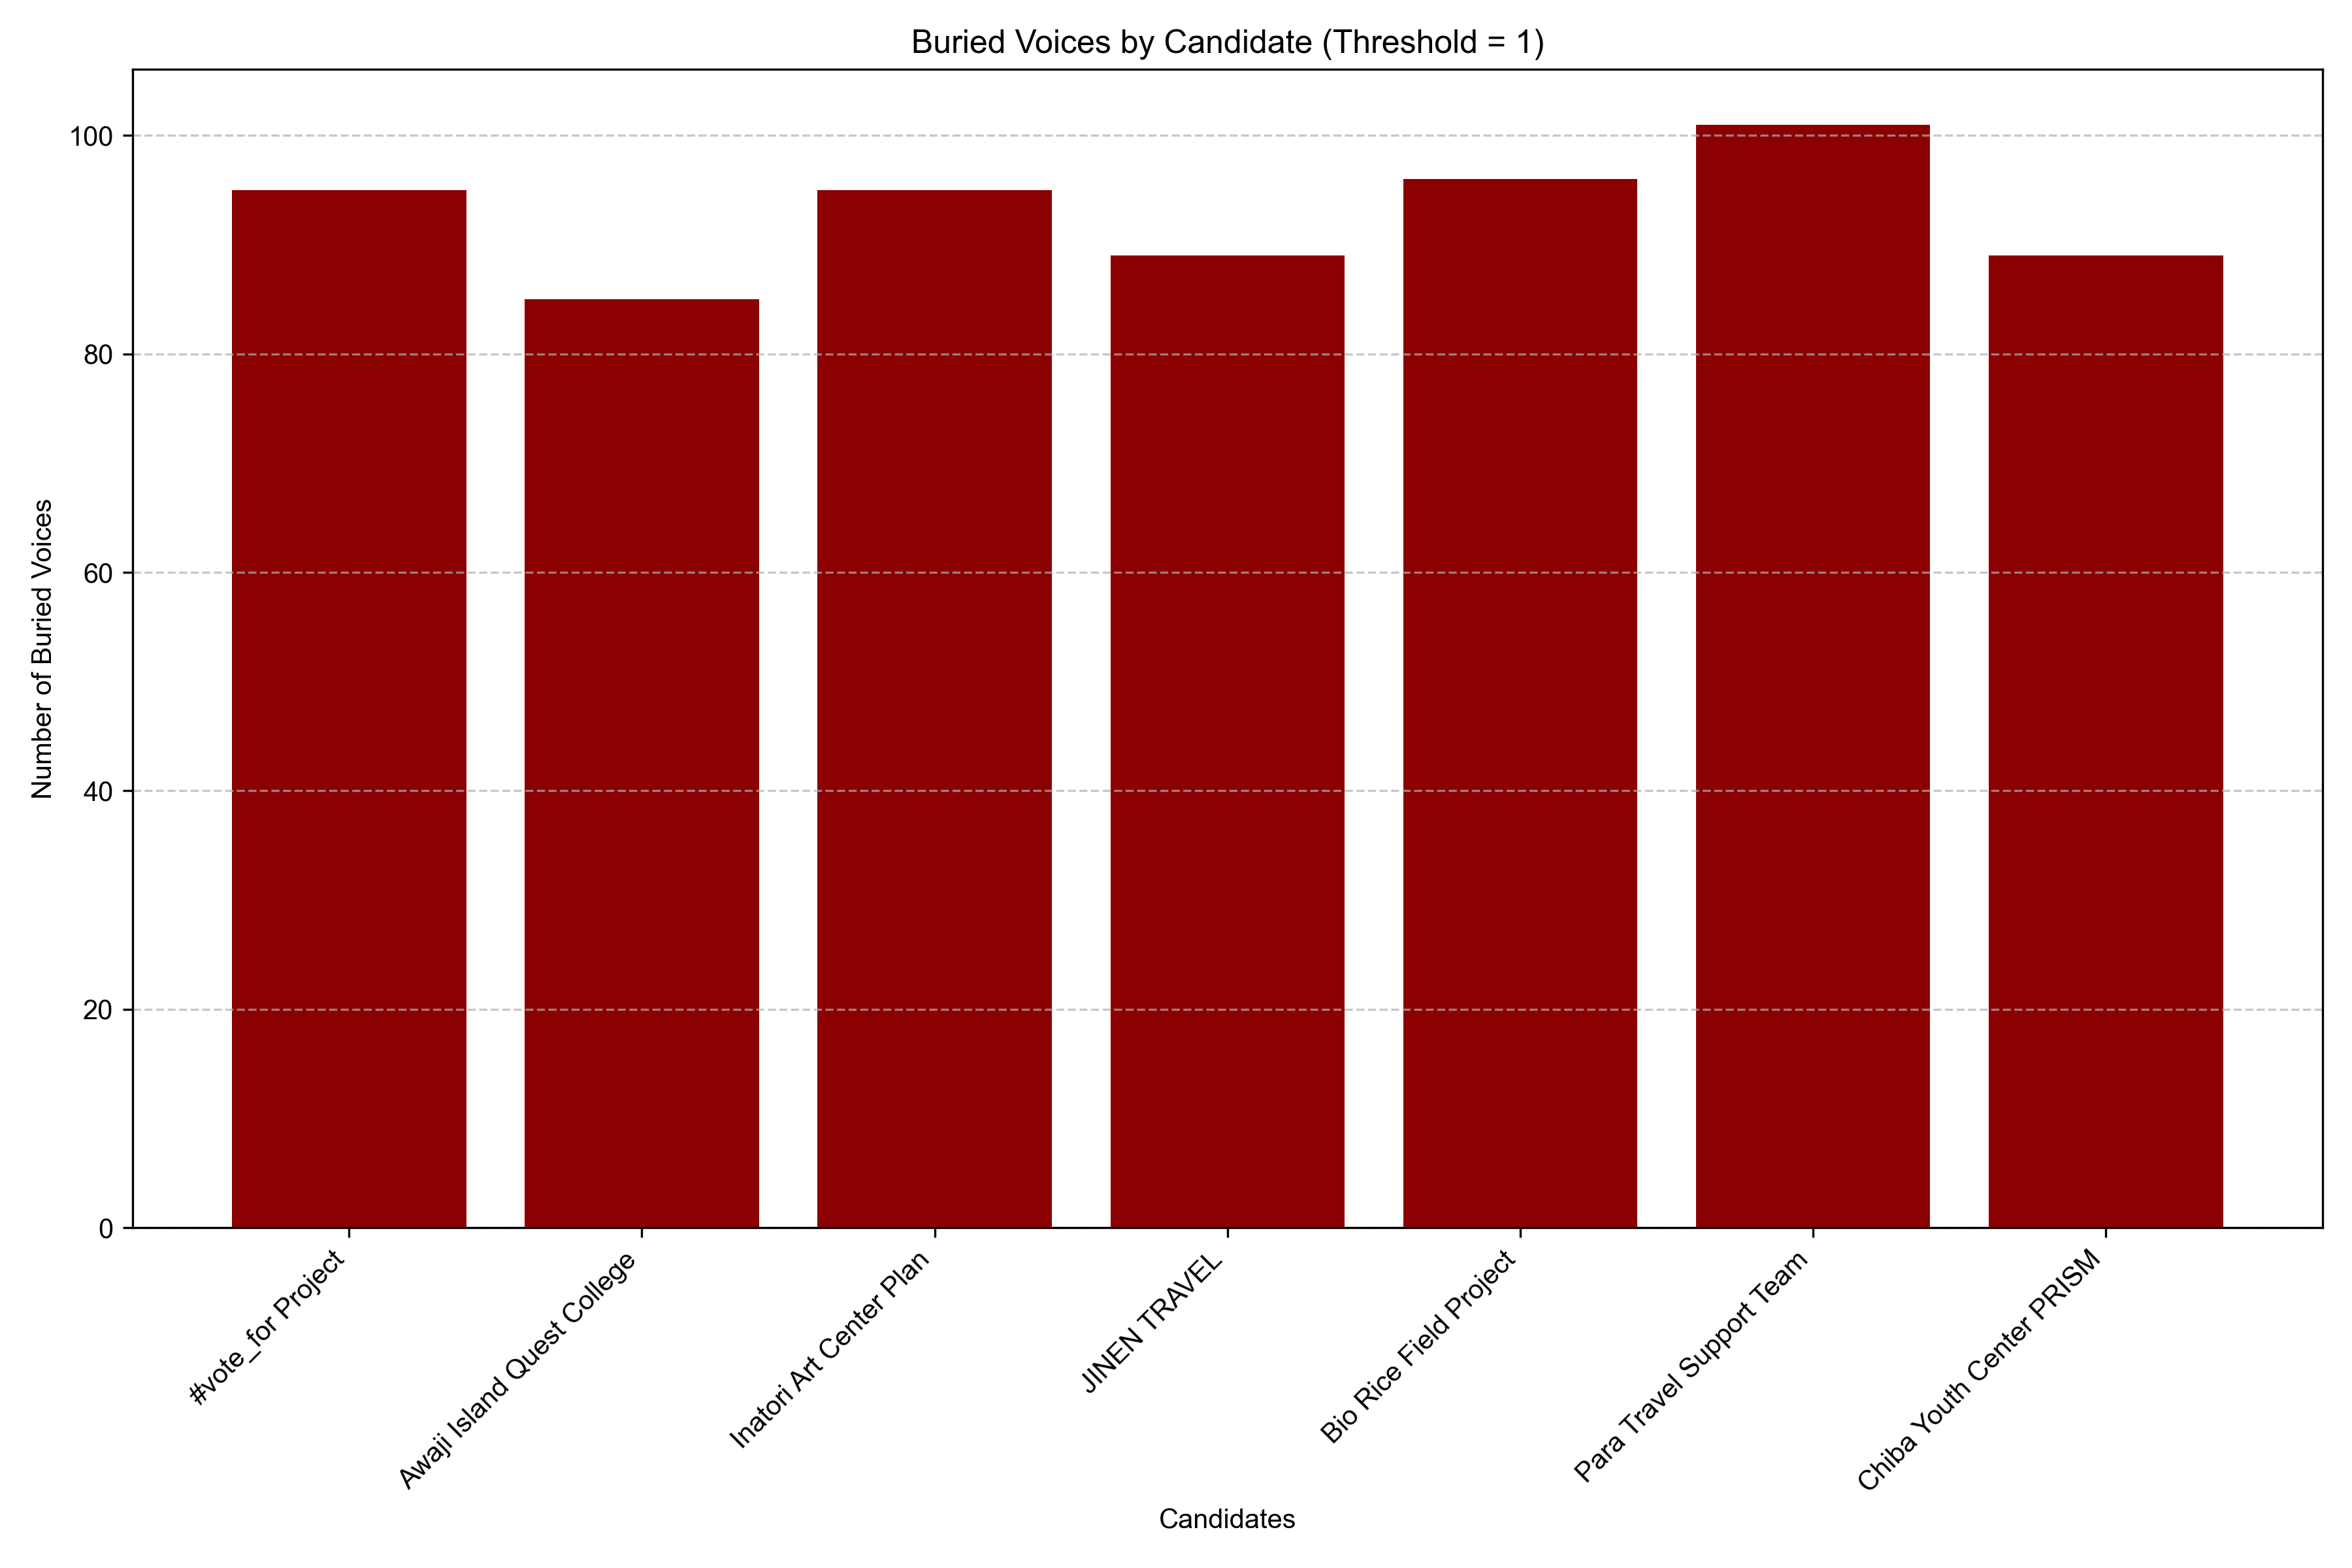 Buried Voices by Candidate (Threshold = 1)
Number of Buried Voices
100
80
60
40
20
0
#vote_for Project
Awaji Island Quest College
Inatori Art Center Plan
JINEN TRAVEL
Bio Rice Field Project
Para Travel Support Team
Chiba Youth Center PRISM
Candidates